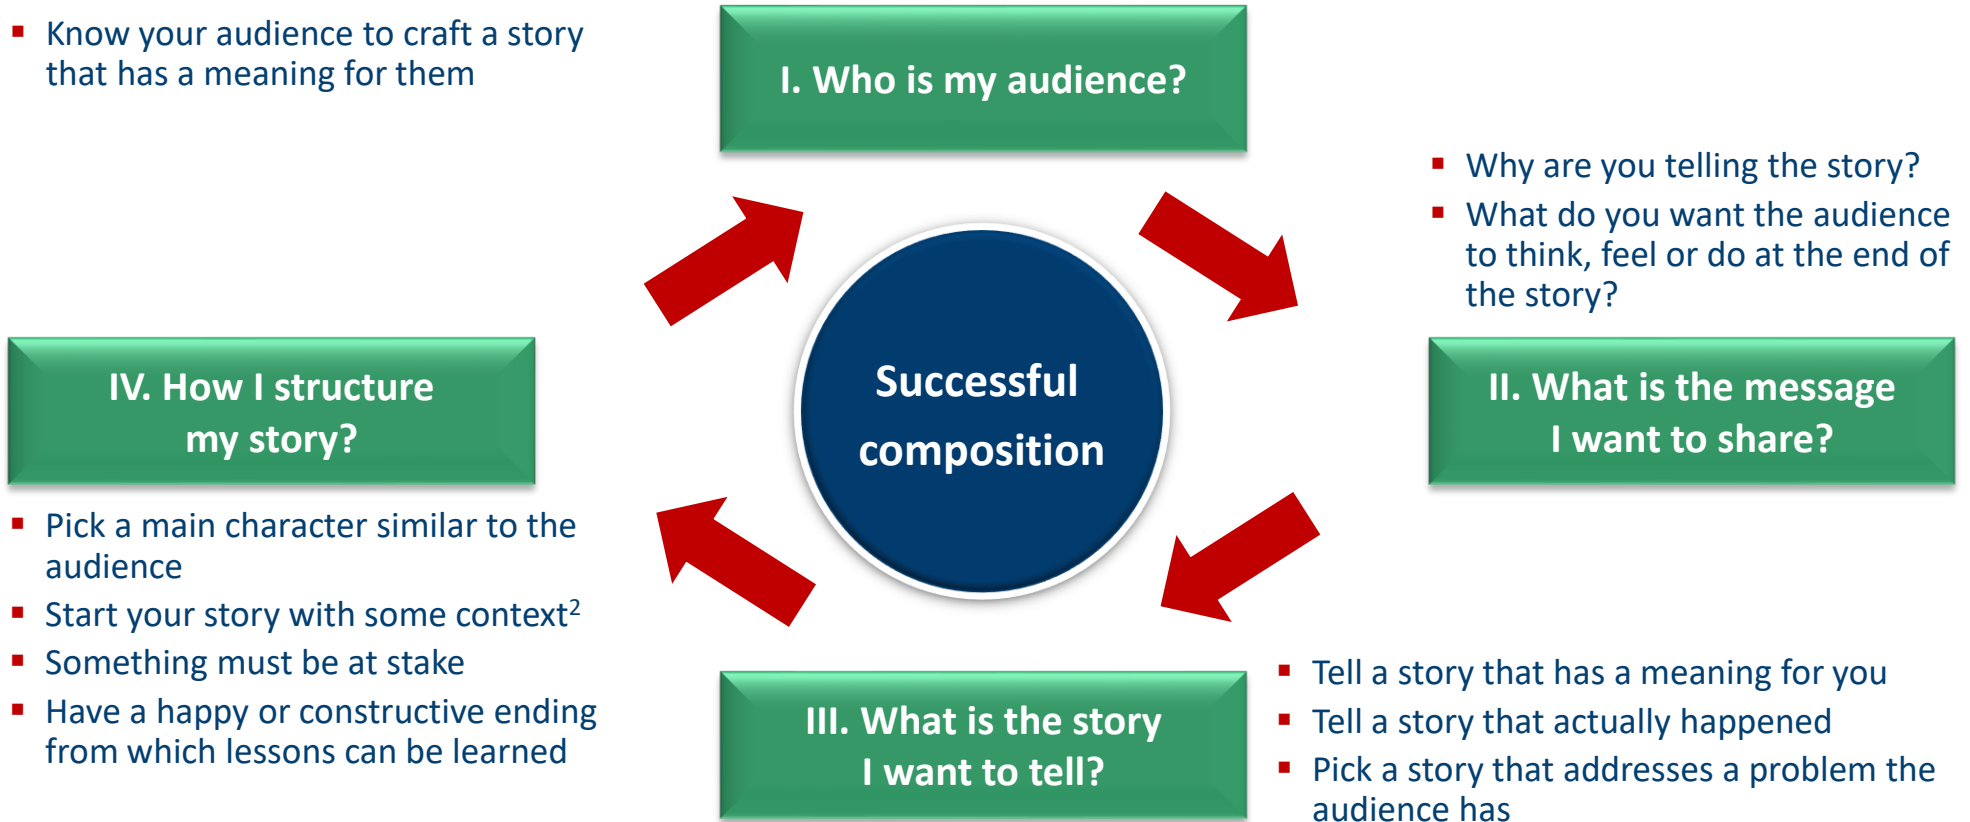 ▪ Know your audience to craft a story
that has a meaning for them
I. Who is my audience?
▪ Why are you telling the story?
▪ What do you want the audience
to think, feel or do at the end of
the story?
II. What is the message
I want to share?
Successful
composition
IV. How I structure
my story?
▪ Pick a main character similar to the
audience
▪ Start your story with some context²
▪ Something must be at stake
▪ Have a happy or constructive ending
from which lessons can be learned
III. What is the story
I want to tell?
▪ Tell a story that has a meaning for you
▪ Tell a story that actually happened
▪ Pick a story that addresses a problem the
audience has